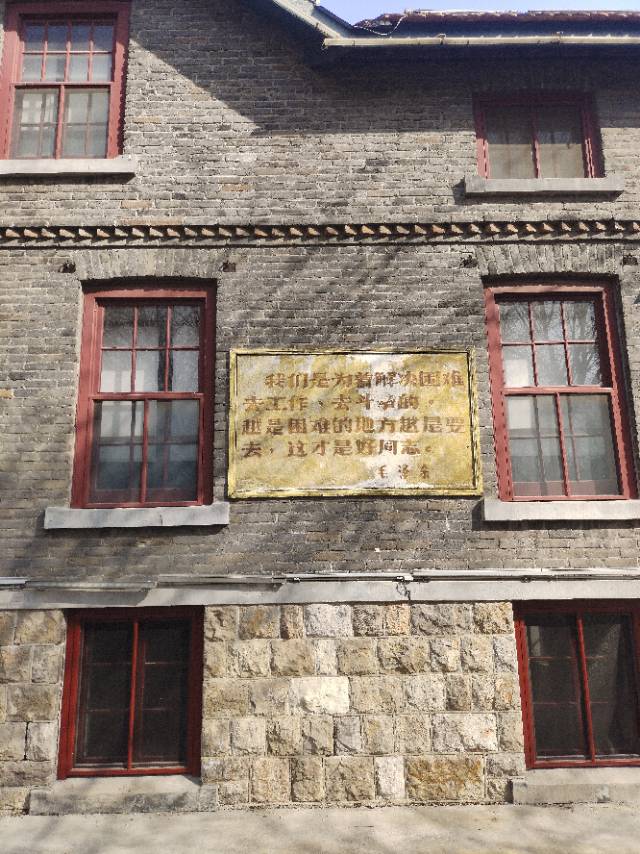 我们是为着解决困难
去工作、去斗争的。
越是困难的地方越是要
去，这才是好同志。
毛泽东